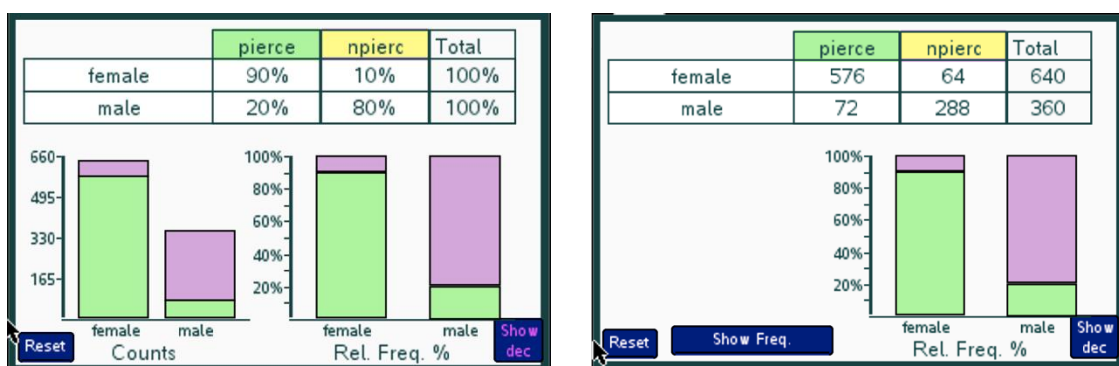 pierce npierc Total
female 90% 10% 100%
male 20% 80% 100%
660
495
330
165
female male
Counts
100%
80%
60%
40%
20%
female male
Rel. Freq. %
Reset
Show
dec
pierce npierc Total
female 576 64 640
male 72 288 360
100%
80%
60%
40%
20%
female male
Rel. Freq. %
Reset
Show Freq.
Show
dec